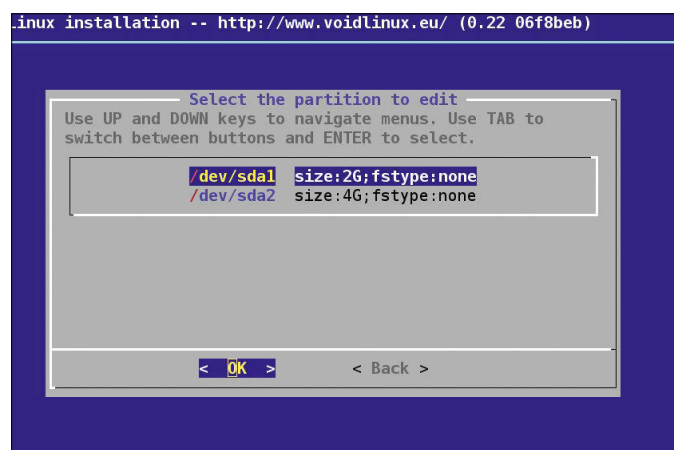 inux installation -- http://www.voidlinux.eu/ (0.22 06f8beb)
Select the partition to edit
Use UP and DOWN keys to navigate menus. Use TAB to
switch between buttons and ENTER to select.
/dev/sda1 size:2G;fstype:none
/dev/sda2 size:4G;fstype:none
< OK > < Back >